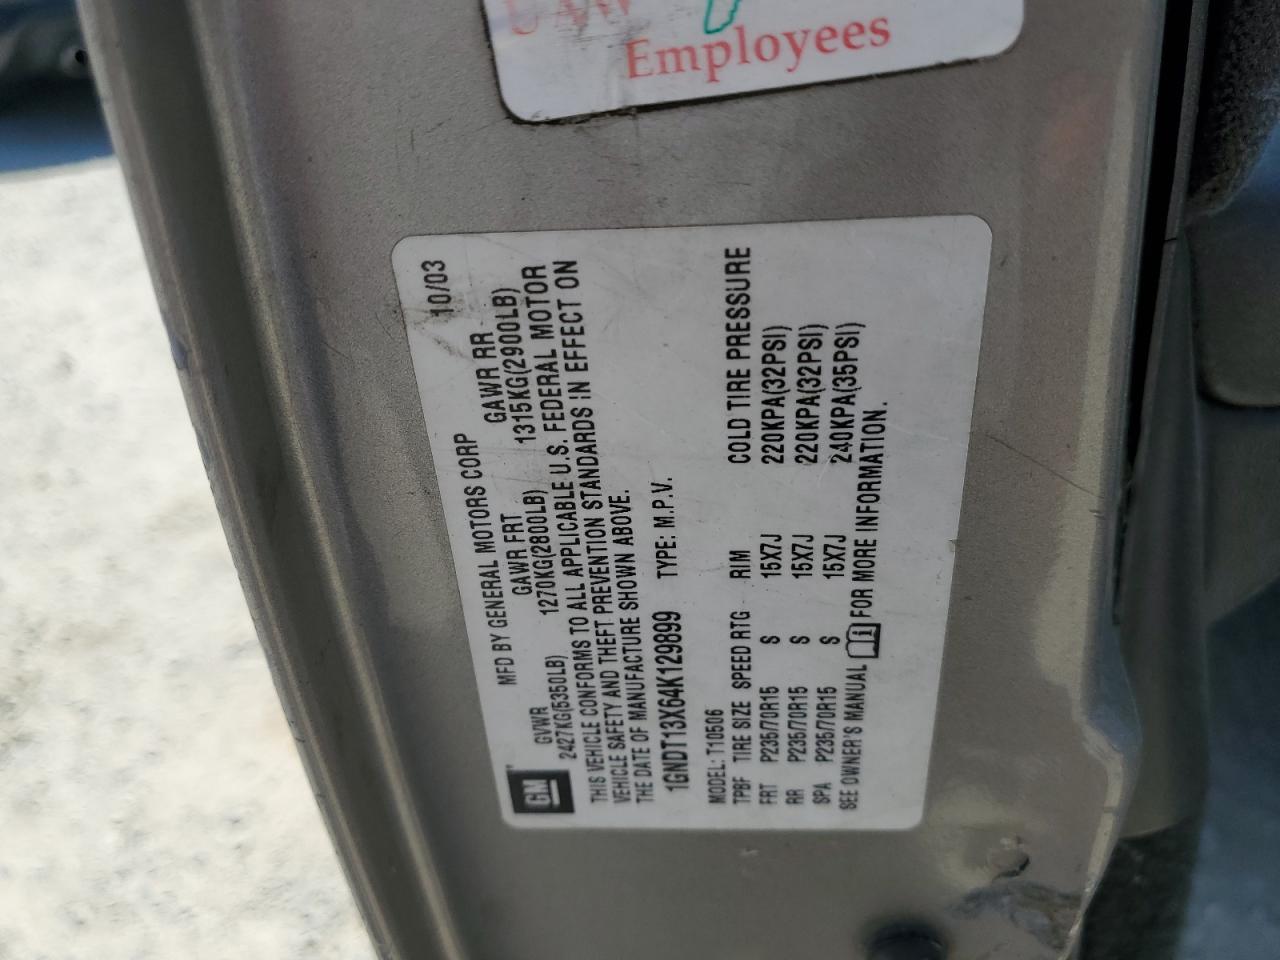 UAW
Employees
MFD BY GENERAL MOTORS CORP 10/03
GVWR GAWR FRT GAWR RR
2427KG(5350LB) 1270KG(2800LB) 1315KG(2900LB)
THIS VEHICLE CONFORMS TO ALL APPLICABLE U.S. FEDERAL MOTOR
VEHICLE SAFETY AND THEFT PREVENTION STANDARDS IN EFFECT ON
THE DATE OF MANUFACTURE SHOWN ABOVE.
GM
1GNDT13X64K129899 TYPE: M.P.V.
MODEL: T10506
TPBF TIRE SIZE SPEED RTG RIM COLD TIRE PRESSURE
FRT P235/70R15 S 15X7J 220KPA(32PSI)
RR P235/70R15 S 15X7J 220KPA(32PSI)
SPA P235/70R15 S 15X7J 240KPA(35PSI)
SEE OWNER'S MANUAL i FOR MORE INFORMATION.